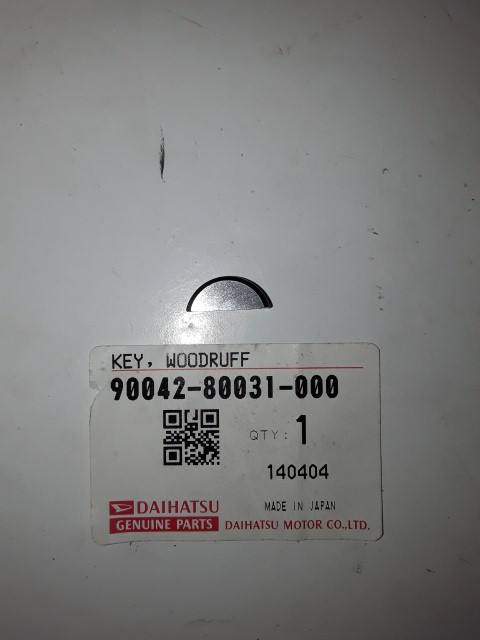 KEY, WOODRUFF
90042-80031-000
QTY: 1
140404
DAIHATSU MADE IN JAPAN
GENUINE PARTS DAIHATSU MOTOR CO.,LTD.